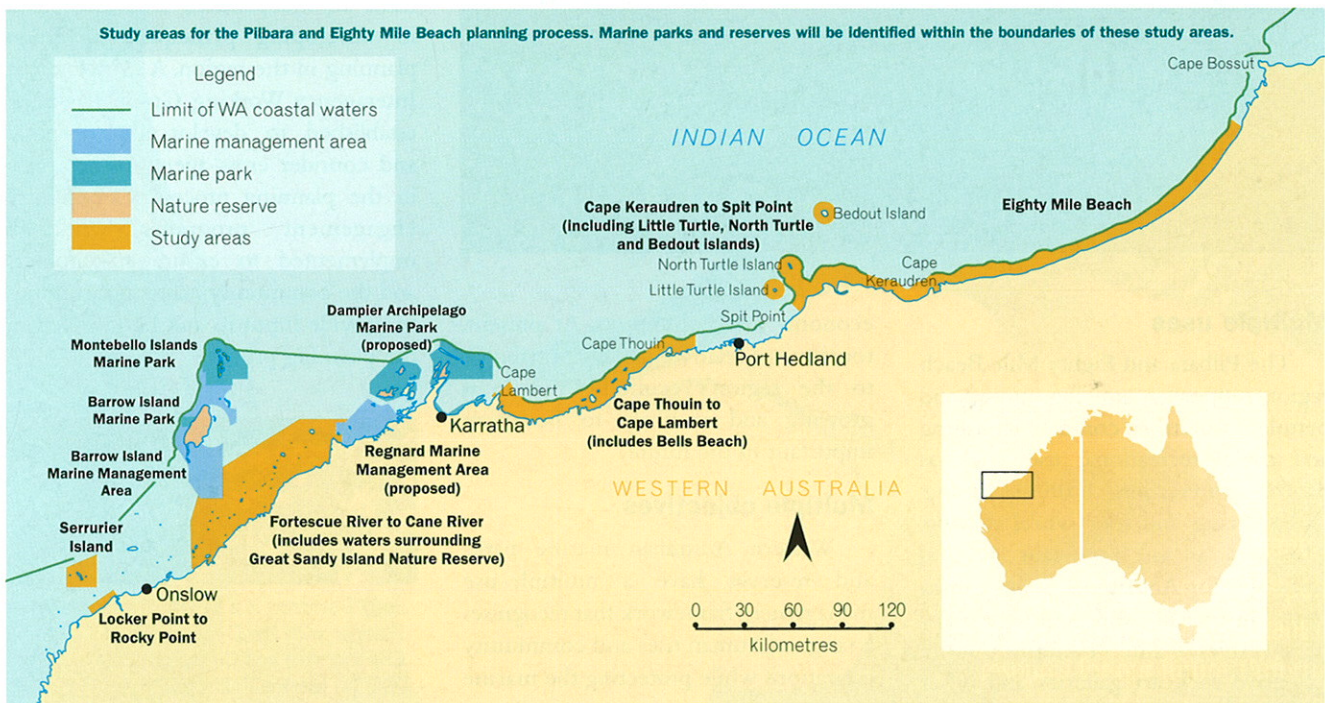 Study areas for the Pilbara and Eighty Mile Beach planning process. Marine parks and reserves will be identified within the boundaries of these study areas.
Legend
Limit of WA coastal waters
Marine management area
Marine park
Nature reserve
Study areas
Cape Bossut
INDIAN OCEAN
Eighty Mile Beach
Cape Keraudren to Spit Point
(including Little Turtle, North Turtle
and Bedout islands)
Bedout Island
North Turtle Island
Cape
Keraudren
Little Turtle Island
Spit Point
Dampier Archipelago
Marine Park
(proposed)
Cape Thouin
Port Hedland
Montebello Islands
Marine Park
Cape
Lambert
Barrow Island
Marine Park
Karratha
Cape Thouin to
Cape Lambert
(includes Bells Beach)
Barrow Island
Marine Management
Area
Regnard Marine
Management Area
(proposed)
WESTERN AUSTRALIA
Serrurier
Island
Fortescue River to Cane River
(includes waters surrounding
Great Sandy Island Nature Reserve)
Onslow
Locker Point to
Rocky Point
0 30 60 90 120
kilometres